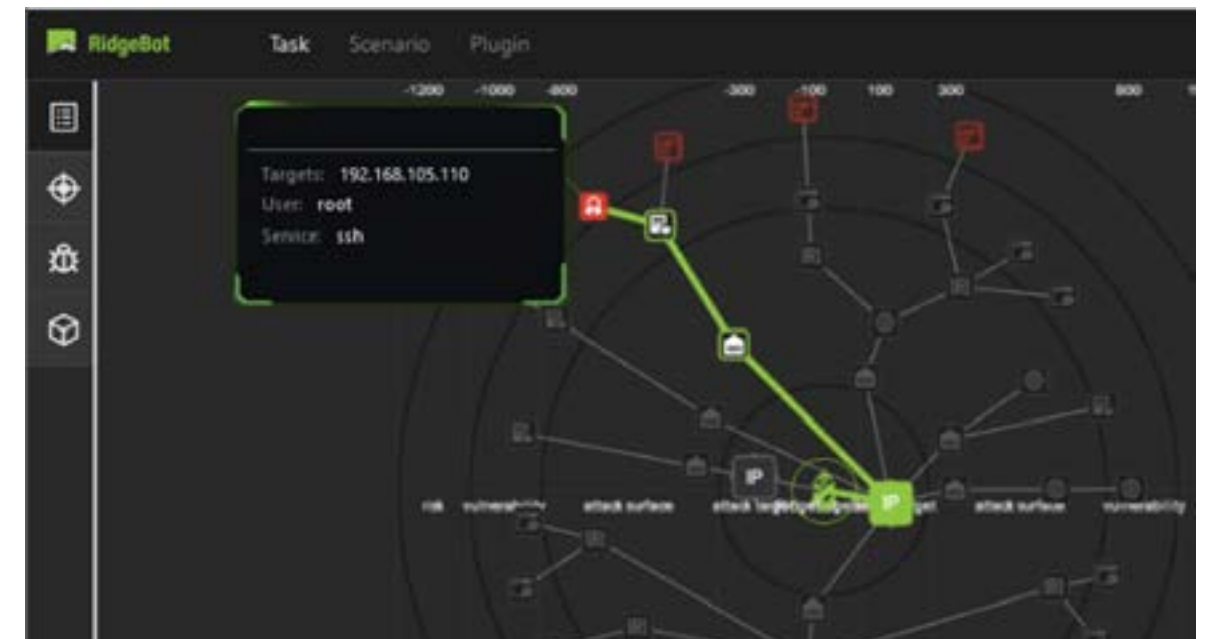 RidgeBot Task Scenario Plugin
-1200 -1000 -800 -300 -100 100 300 800
Targets: 192.168.105.110
User: root
Service: ssh
IP
IP
risk vulnerability attack surface attack attack surface vulnerability